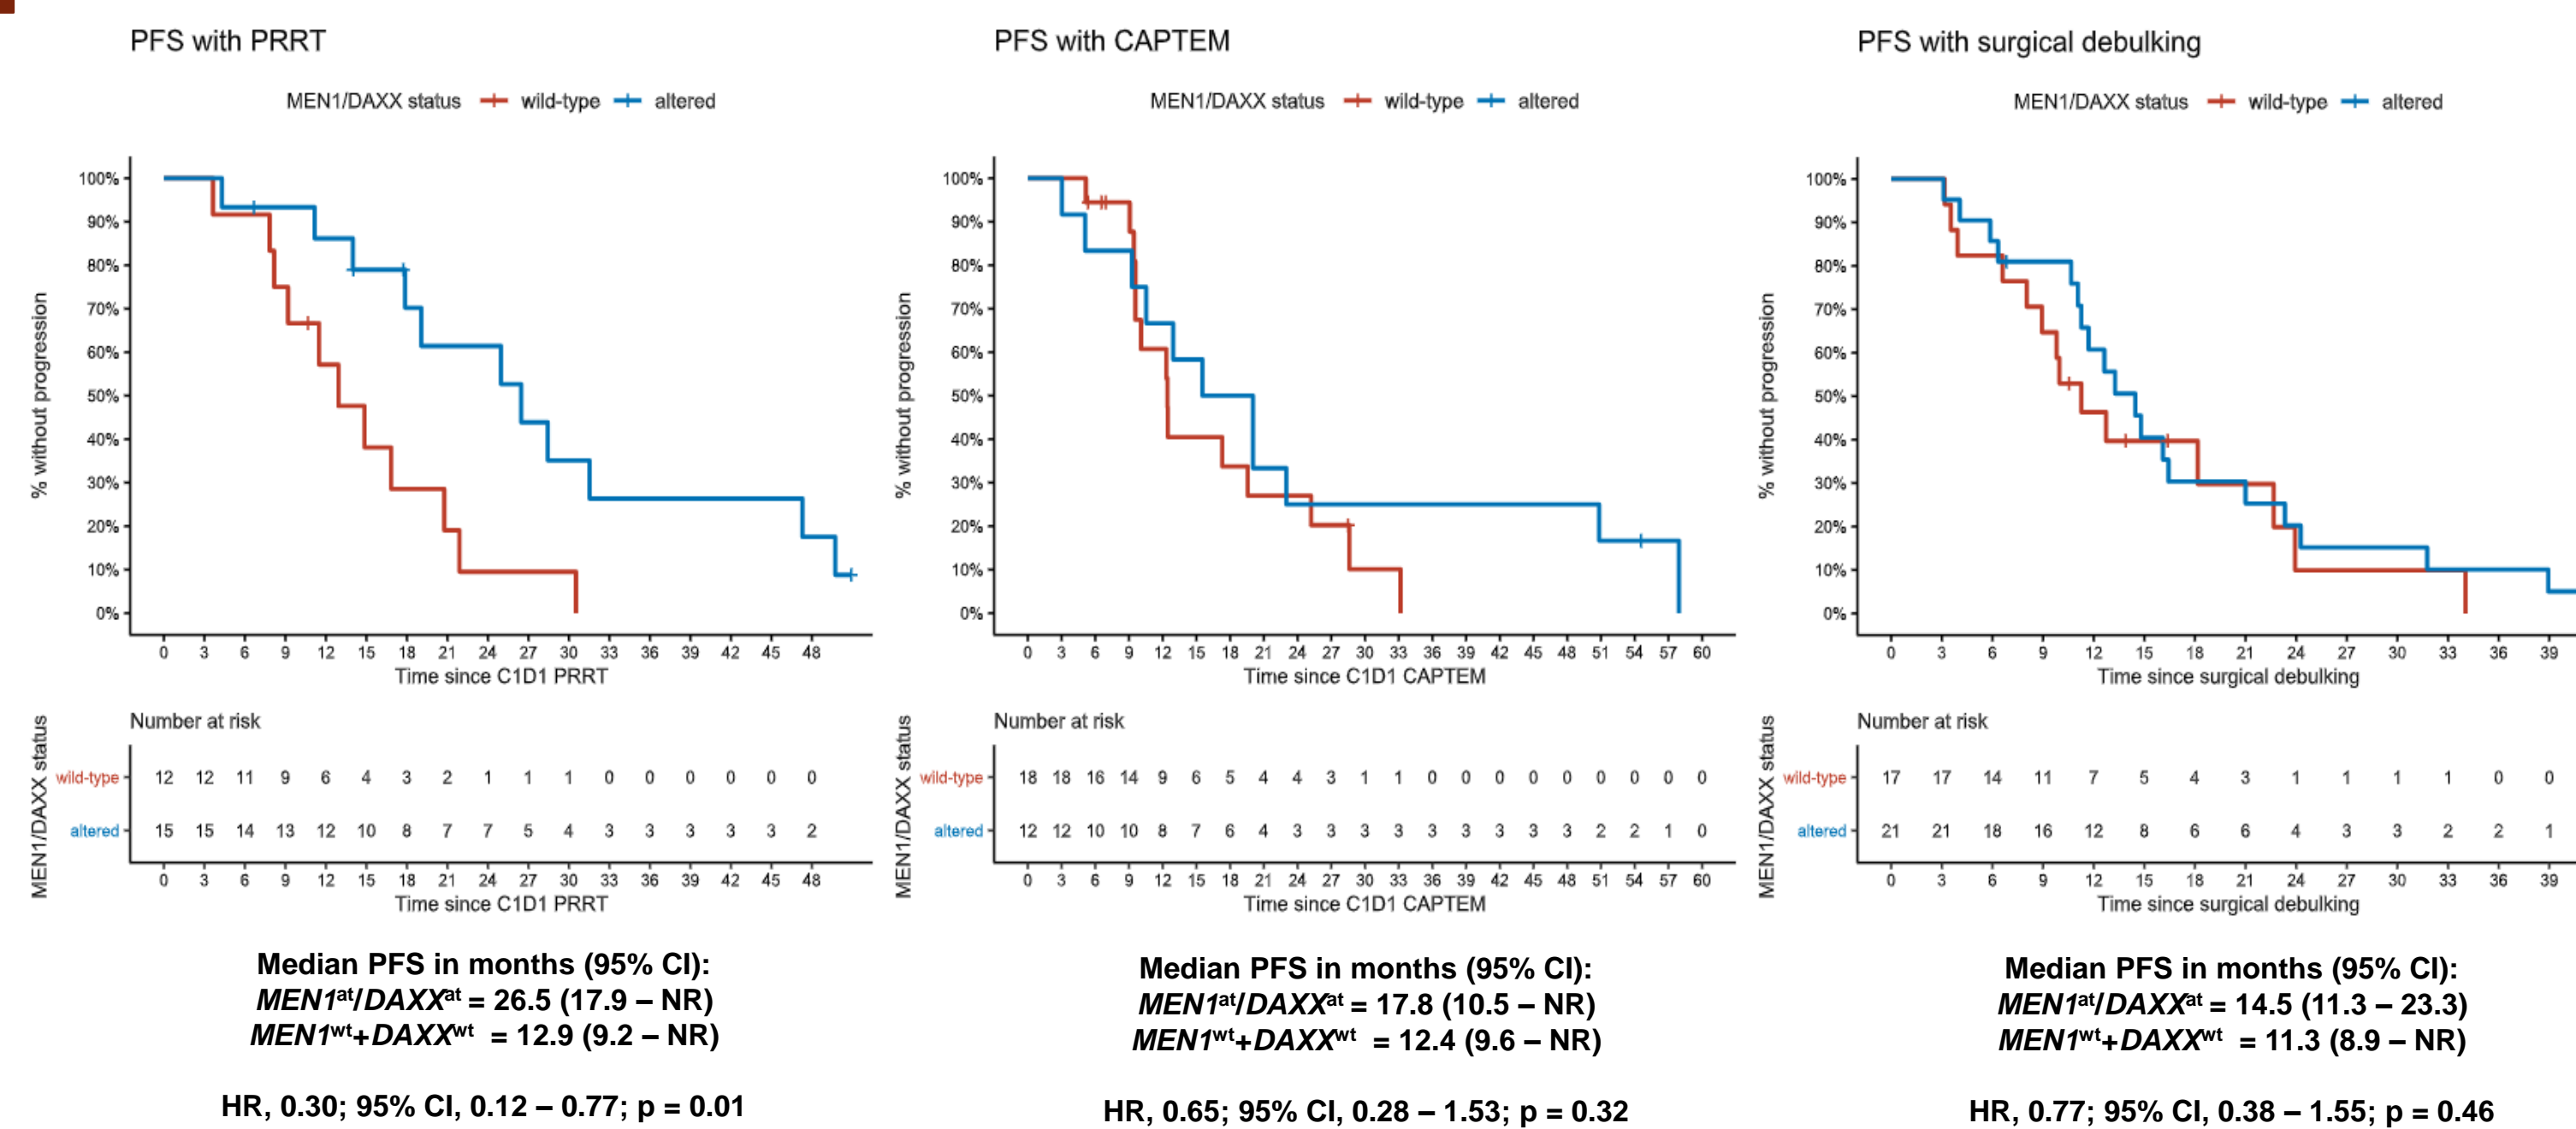 PFS with PRRT
MEN1/DAXX status wild-type altered
% without progression
100%
90%
80%
70%
60%
50%
40%
30%
20%
10%
0%
0 3 6 9 12 15 18 21 24 27 30 33 36 39 42 45 48
Time since C1D1 PRRT
Number at risk
MEN1/DAXX status
wild-type 12 12 11 9 6 4 3 2 1 1 1 0 0 0 0 0 0
altered 15 15 14 13 12 10 8 7 7 5 4 3 3 3 3 3 2
0 3 6 9 12 15 18 21 24 27 30 33 36 39 42 45 48
Time since C1D1 PRRT
Median PFS in months (95% CI):
MEN1ᵃᵗ/DAXXᵃᵗ = 26.5 (17.9 – NR)
MEN1ʷᵗ+DAXXʷᵗ = 12.9 (9.2 – NR)
HR, 0.30; 95% CI, 0.12 – 0.77; p = 0.01
PFS with CAPTEM
MEN1/DAXX status wild-type altered
% without progression
100%
90%
80%
70%
60%
50%
40%
30%
20%
10%
0%
0 3 6 9 12 15 18 21 24 27 30 33 36 39 42 45 48 51 54 57 60
Time since C1D1 CAPTEM
Number at risk
MEN1/DAXX status
wild-type 18 18 16 14 9 6 5 4 4 3 1 1 0 0 0 0 0 0 0 0 0
altered 12 12 10 10 8 7 6 4 3 3 3 3 3 3 3 3 3 2 2 1 0
0 3 6 9 12 15 18 21 24 27 30 33 36 39 42 45 48 51 54 57 60
Time since C1D1 CAPTEM
Median PFS in months (95% CI):
MEN1ᵃᵗ/DAXXᵃᵗ = 17.8 (10.5 – NR)
MEN1ʷᵗ+DAXXʷᵗ = 12.4 (9.6 – NR)
HR, 0.65; 95% CI, 0.28 – 1.53; p = 0.32
PFS with surgical debulking
MEN1/DAXX status wild-type altered
% without progression
100%
90%
80%
70%
60%
50%
40%
30%
20%
10%
0%
0 3 6 9 12 15 18 21 24 27 30 33 36 39
Time since surgical debulking
Number at risk
MEN1/DAXX status
wild-type 17 17 14 11 7 5 4 3 1 1 1 1 0 0
altered 21 21 18 16 12 8 6 6 4 3 3 2 2 1
0 3 6 9 12 15 18 21 24 27 30 33 36 39
Time since surgical debulking
Median PFS in months (95% CI):
MEN1ᵃᵗ/DAXXᵃᵗ = 14.5 (11.3 – 23.3)
MEN1ʷᵗ+DAXXʷᵗ = 11.3 (8.9 – NR)
HR, 0.77; 95% CI, 0.38 – 1.55; p = 0.46